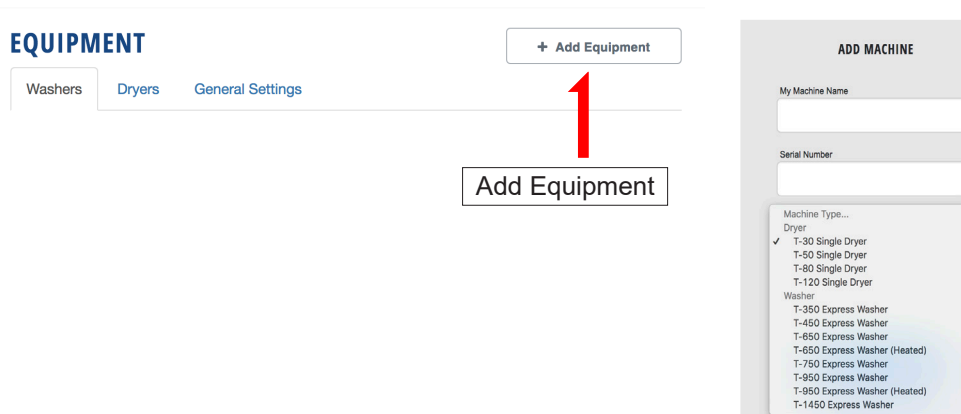 EQUIPMENT
+ Add Equipment
Washers Dryers General Settings
Add Equipment
ADD MACHINE
My Machine Name
Serial Number
Machine Type...
Dryer
✓ T-30 Single Dryer
T-50 Single Dryer
T-80 Single Dryer
T-120 Single Dryer
Washer
T-350 Express Washer
T-450 Express Washer
T-650 Express Washer
T-650 Express Washer (Heated)
T-750 Express Washer
T-950 Express Washer
T-950 Express Washer (Heated)
T-1450 Express Washer